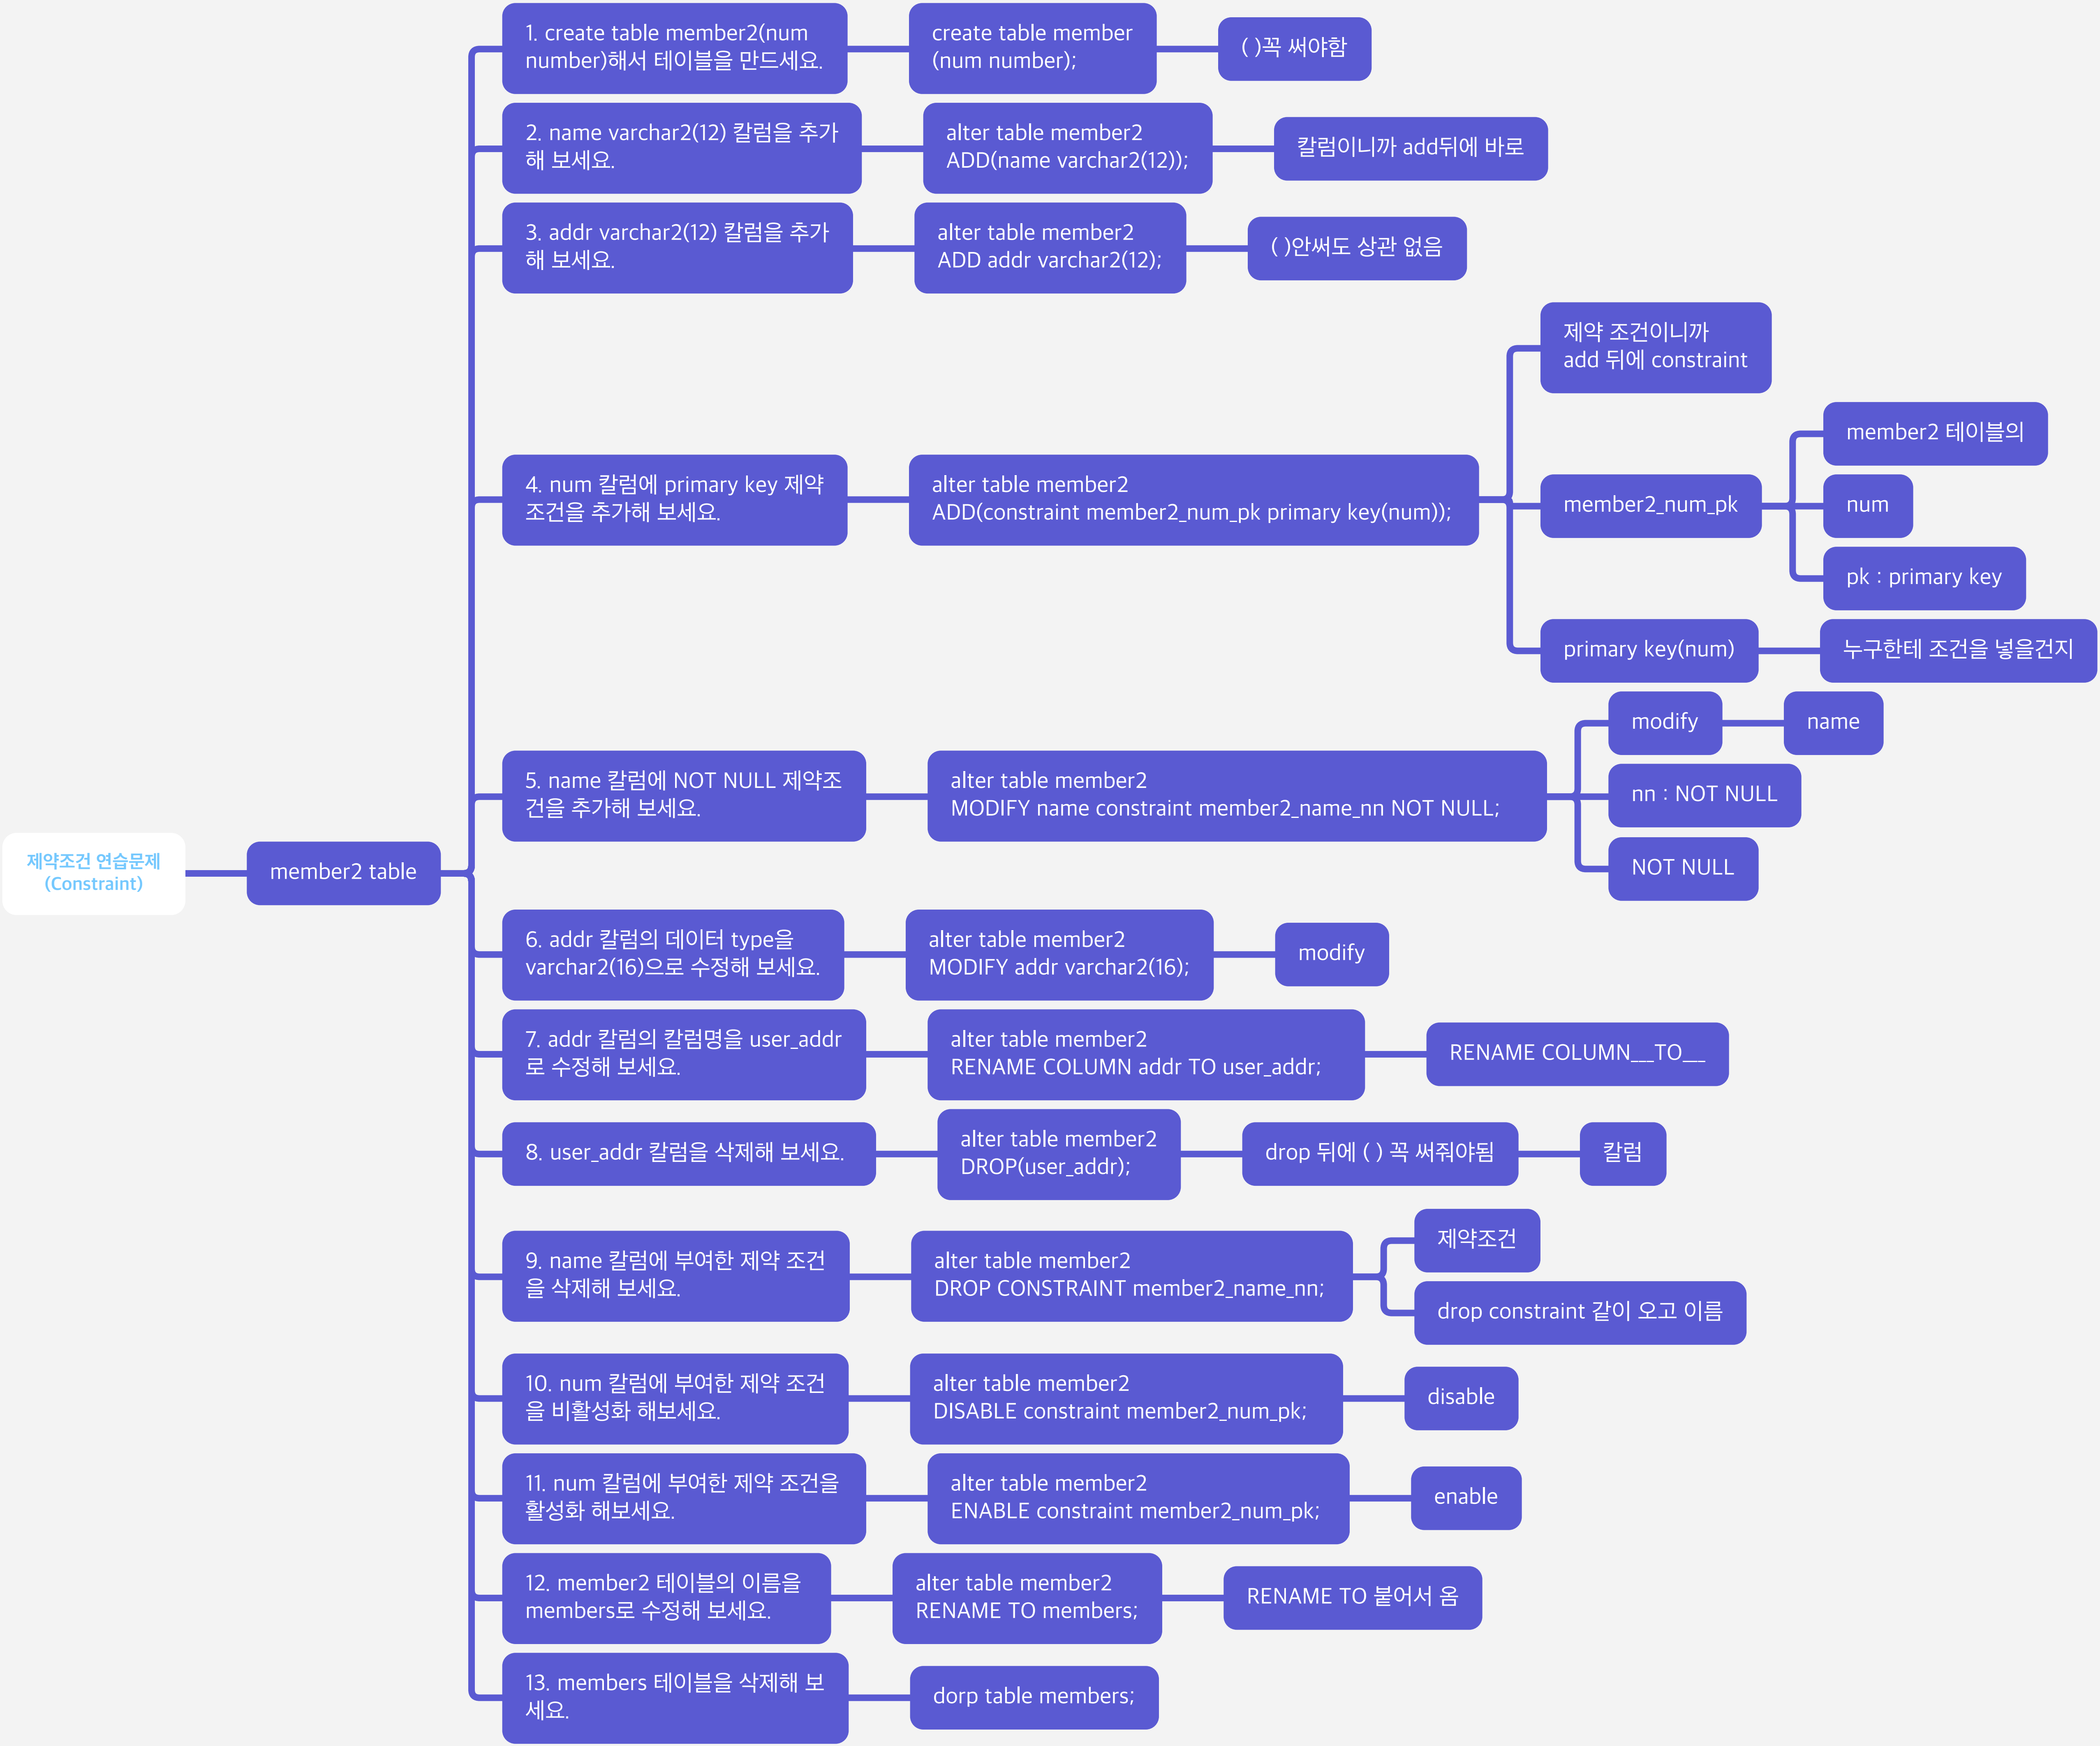 제약조건 연습문제
(Constraint)
member2 table
1. create table member2(num
number)해서 테이블을 만드세요.
create table member
(num number);
( )꼭 써야함
2. name varchar2(12) 칼럼을 추가
해 보세요.
alter table member2
ADD(name varchar2(12));
칼럼이니까 add뒤에 바로
3. addr varchar2(12) 칼럼을 추가
해 보세요.
alter table member2
ADD addr varchar2(12);
( )안써도 상관 없음
4. num 칼럼에 primary key 제약
조건을 추가해 보세요.
alter table member2
ADD(constraint member2_num_pk primary key(num));
제약 조건이니까
add 뒤에 constraint
member2_num_pk
member2 테이블의
num
pk : primary key
primary key(num)
누구한테 조건을 넣을건지
5. name 칼럼에 NOT NULL 제약조
건을 추가해 보세요.
alter table member2
MODIFY name constraint member2_name_nn NOT NULL;
modify
name
nn : NOT NULL
NOT NULL
6. addr 칼럼의 데이터 type을
varchar2(16)으로 수정해 보세요.
alter table member2
MODIFY addr varchar2(16);
modify
7. addr 칼럼의 칼럼명을 user_addr
로 수정해 보세요.
alter table member2
RENAME COLUMN addr TO user_addr;
RENAME COLUMN___TO___
8. user_addr 칼럼을 삭제해 보세요.
alter table member2
DROP(user_addr);
drop 뒤에 ( ) 꼭 써줘야됨
칼럼
9. name 칼럼에 부여한 제약 조건
을 삭제해 보세요.
alter table member2
DROP CONSTRAINT member2_name_nn;
제약조건
drop constraint 같이 오고 이름
10. num 칼럼에 부여한 제약 조건
을 비활성화 해보세요.
alter table member2
DISABLE constraint member2_num_pk;
disable
11. num 칼럼에 부여한 제약 조건을
활성화 해보세요.
alter table member2
ENABLE constraint member2_num_pk;
enable
12. member2 테이블의 이름을
members로 수정해 보세요.
alter table member2
RENAME TO members;
RENAME TO 붙어서 옴
13. members 테이블을 삭제해 보
세요.
dorp table members;